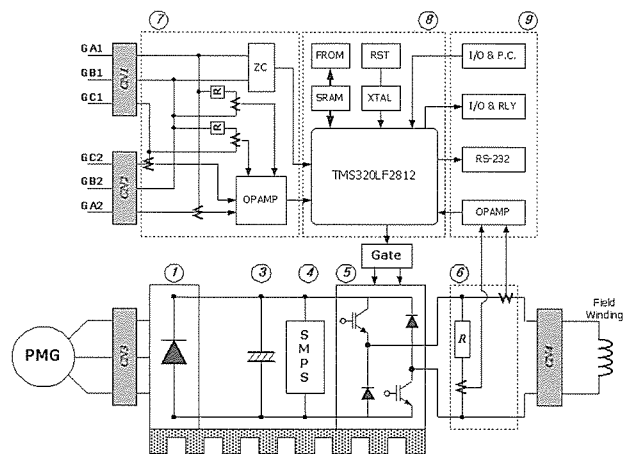 7
8
9
GA1
GB1
GC1
CN1
ZC
R
R
GC2
GB2
GA2
CN2
OPAMP
FROM
RST
SRAM
XTAL
TMS320LF2812
I/O & P.C.
I/O & RLY
RS-232
OPAMP
Gate
1
3
4
5
6
PMG
CN3
SMPS
R
CN4
Field
Winding